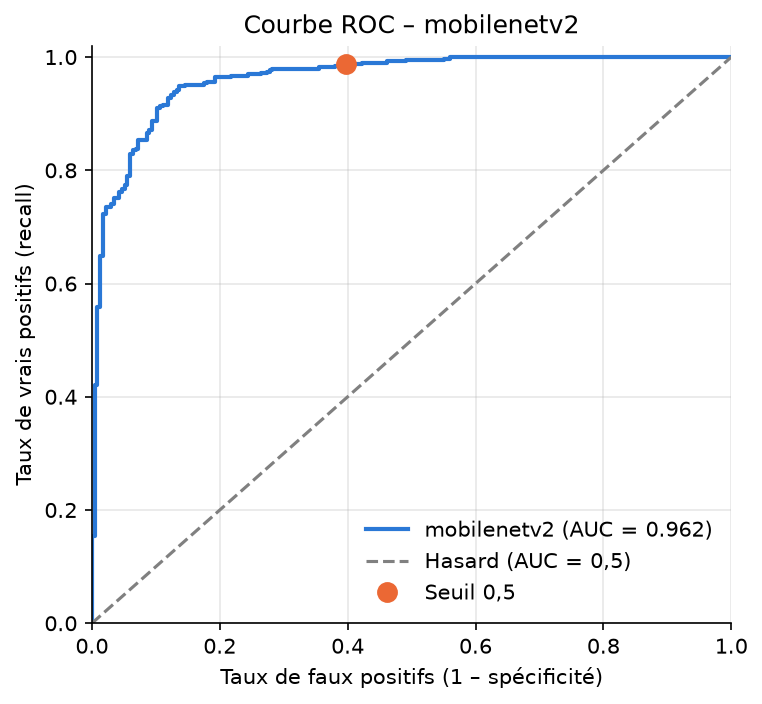 Courbe ROC – mobilenetv2
Taux de vrais positifs (recall)
1.0
0.8
0.6
0.4
0.2
0.0
mobilenetv2 (AUC = 0.962)
Hasard (AUC = 0,5)
Seuil 0,5
0.0 0.2 0.4 0.6 0.8 1.0
Taux de faux positifs (1 – spécificité)